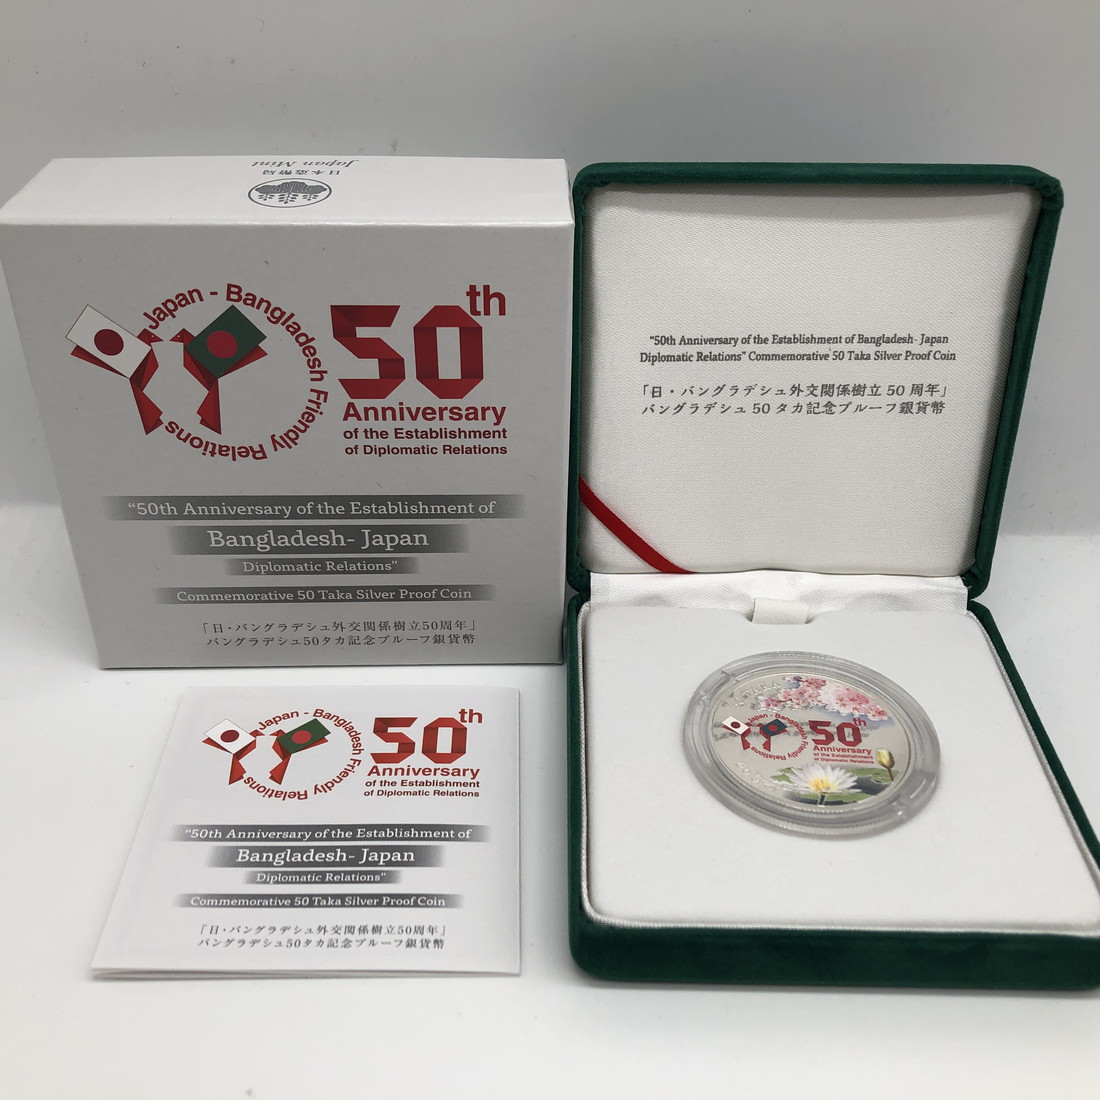 日本造幣局
Japan Mint
Japan - Bangladesh Friendly Relations
50th
Anniversary
of the Establishment
of Diplomatic Relations
"50th Anniversary of the Establishment of
Bangladesh- Japan
Diplomatic Relations"
Commemorative 50 Taka Silver Proof Coin
「日・バングラデシュ外交関係樹立50周年」
バングラデシュ50タカ記念プルーフ銀貨幣
"50th Anniversary of the Establishment of Bangladesh- Japan
Diplomatic Relations" Commemorative 50 Taka Silver Proof Coin
「日・バングラデシュ外交関係樹立 50 周年」
バングラデシュ 50 タカ記念プルーフ銀貨幣
Japan - Bangladesh Friendly Relations
50th
Anniversary
of the Establishment
of Diplomatic Relations
"50th Anniversary of the Establishment of
Bangladesh- Japan
Diplomatic Relations"
Commemorative 50 Taka Silver Proof Coin
「日・バングラデシュ外交関係樹立50周年」
バングラデシュ50タカ記念プルーフ銀貨幣
TAKA
Japan - Bangladesh Friendly Relations
50th
Anniversary
of the Establishment
of Diplomatic Relations